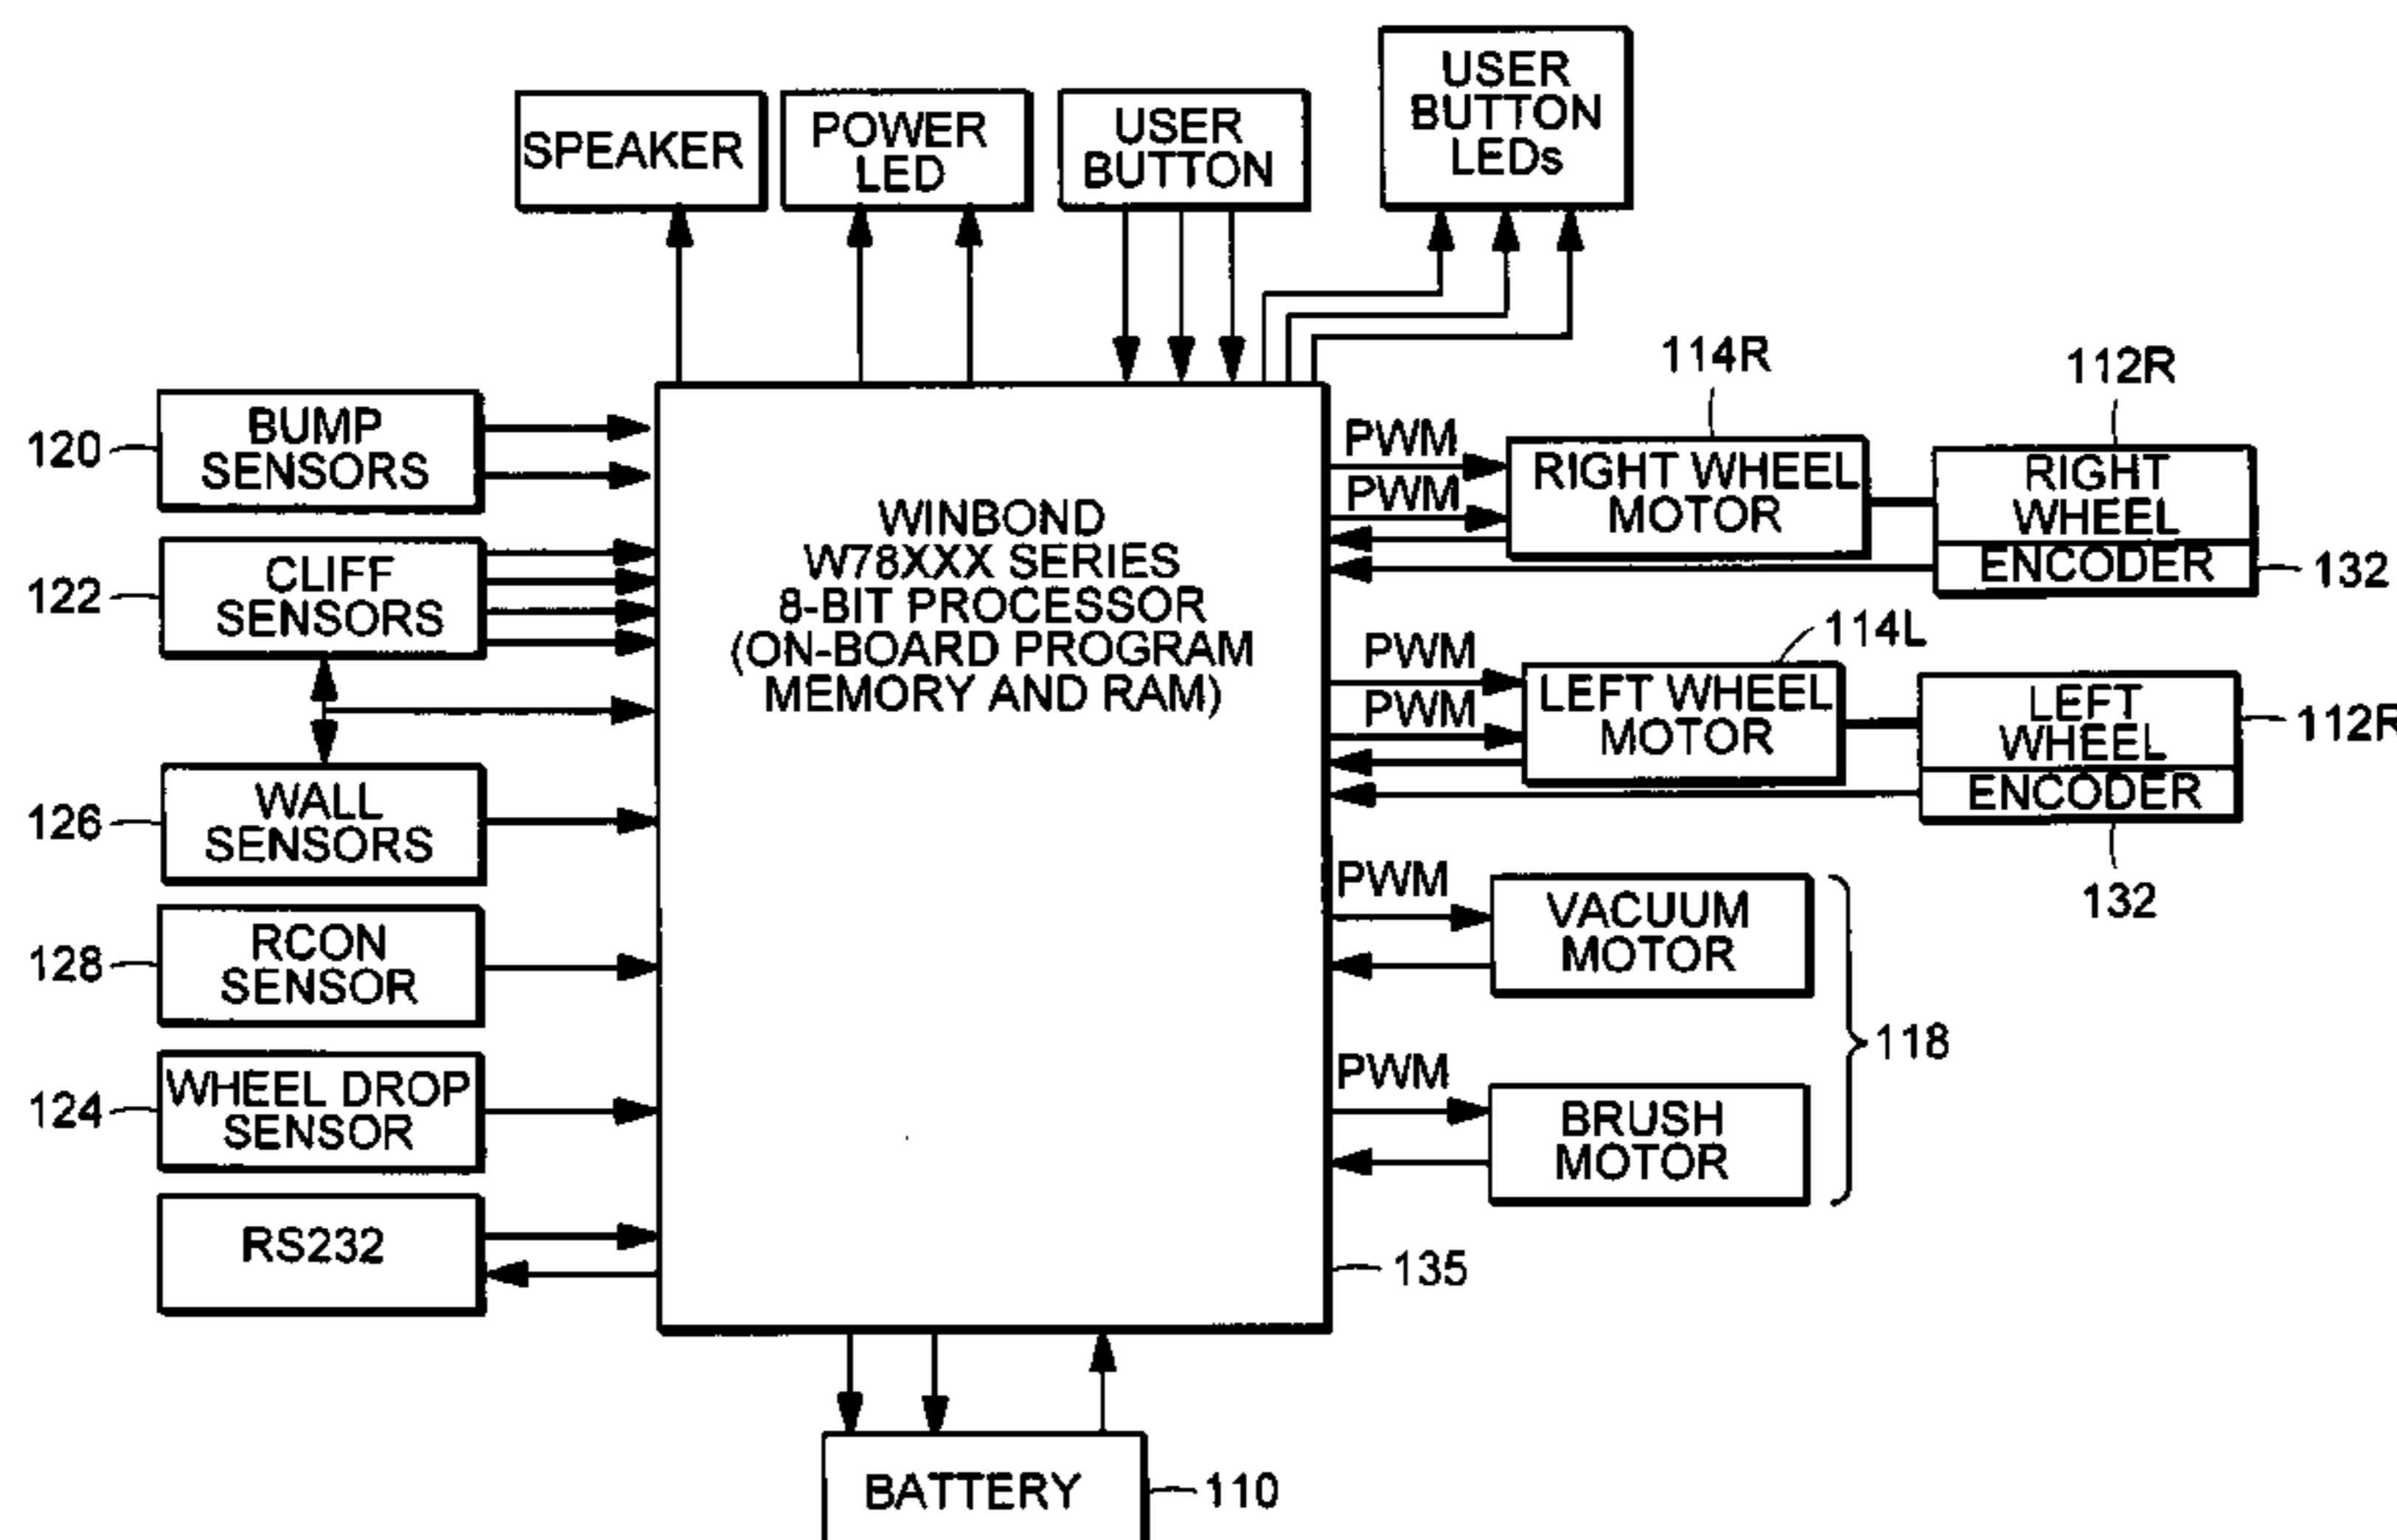 SPEAKER
POWER
LED
USER
BUTTON
USER
BUTTON
LEDs
120
BUMP
SENSORS
122
CLIFF
SENSORS
126
WALL
SENSORS
128
RCON
SENSOR
124
WHEEL DROP
SENSOR
RS232
WINBOND
W78XXX SERIES
8-BIT PROCESSOR
(ON-BOARD PROGRAM
MEMORY AND RAM)
135
PWM
PWM
114R
RIGHT WHEEL
MOTOR
112R
RIGHT
WHEEL
ENCODER
132
PWM
PWM
114L
LEFT WHEEL
MOTOR
LEFT
WHEEL
112R
ENCODER
132
PWM
VACUUM
MOTOR
118
PWM
BRUSH
MOTOR
BATTERY
110